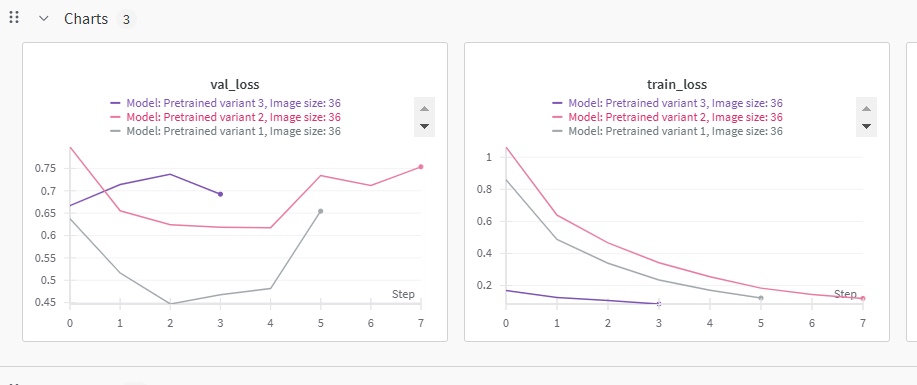 Charts 3
val_loss
Model: Pretrained variant 3, Image size: 36
Model: Pretrained variant 2, Image size: 36
Model: Pretrained variant 1, Image size: 36
0.75
0.7
0.65
0.6
0.55
0.5
0.45
Step
0 1 2 3 4 5 6 7
train_loss
Model: Pretrained variant 3, Image size: 36
Model: Pretrained variant 2, Image size: 36
Model: Pretrained variant 1, Image size: 36
1
0.8
0.6
0.4
0.2
Step
0 1 2 3 4 5 6 7